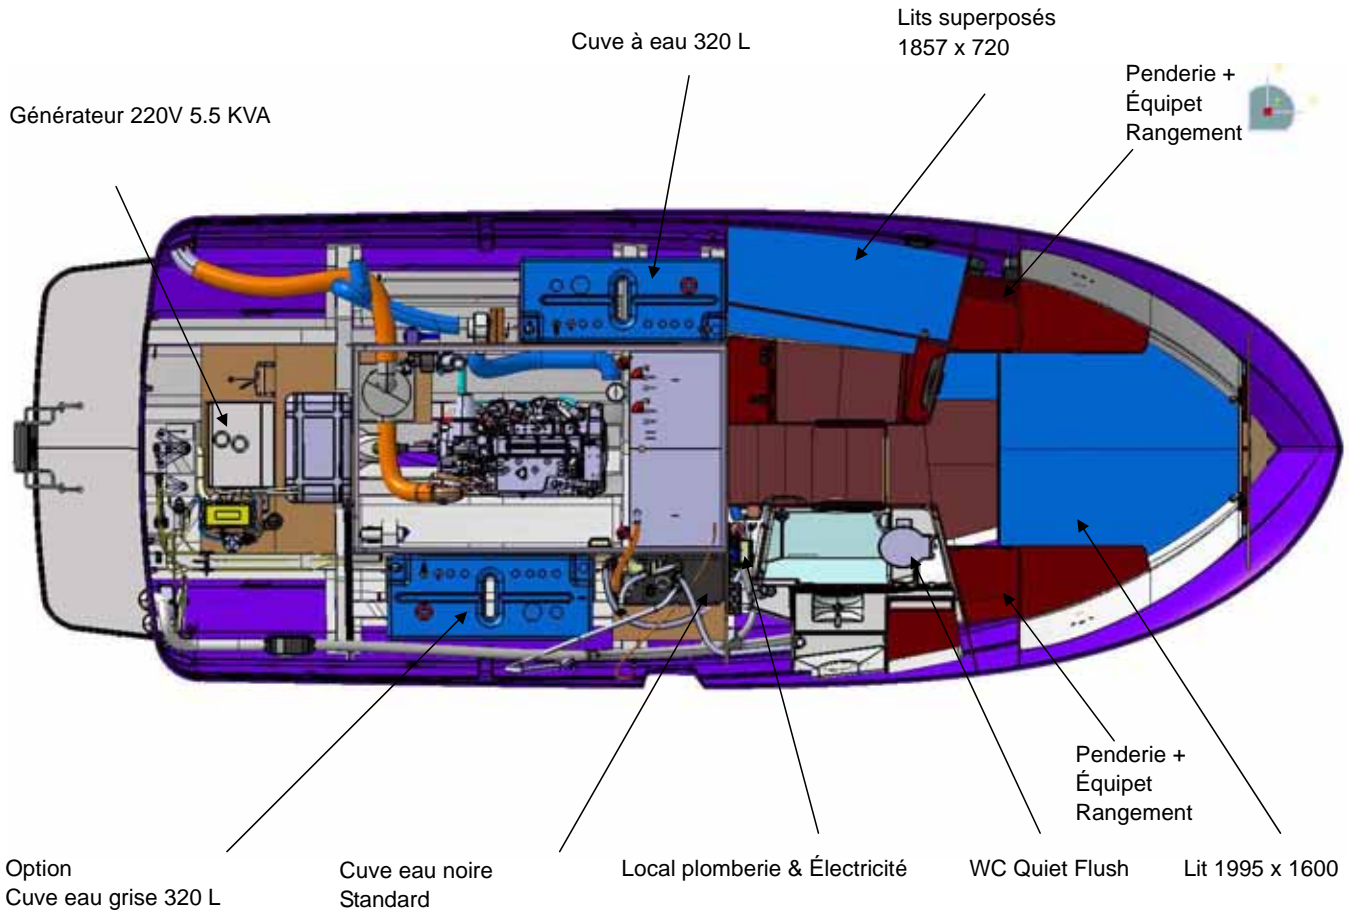 Lits superposés
1857 x 720
Cuve à eau 320 L
Penderie +
Équipet
Rangement
Générateur 220V 5.5 KVA
Penderie +
Équipet
Rangement
Option
Cuve eau grise 320 L
Cuve eau noire
Standard
Local plomberie & Électricité
WC Quiet Flush
Lit 1995 x 1600